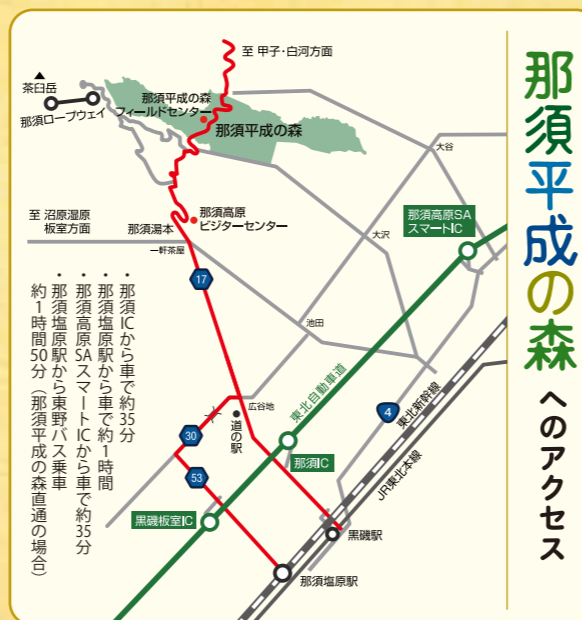 那須平成の森へのアクセス
至 甲子・白河方面
茶臼岳
那須ロープウェイ
那須平成の森
フィールドセンター
那須平成の森
大谷
那須高原SA
スマートIC
至 沼原湿原
板室方面
那須湯本
那須高原
ビジターセンター
一軒茶屋
大沢
17
池田
東北自動車道
広谷地
道の駅
4
東北新幹線
30
53
那須IC
JR東北本線
黒磯板室IC
黒磯駅
那須塩原駅
・那須ICから車で約35分
・那須塩原駅から車で約1時間
・那須高原SAスマートICから車で約35分
・那須塩原駅から東野バス乗車
約1時間50分（那須平成の森直通の場合）